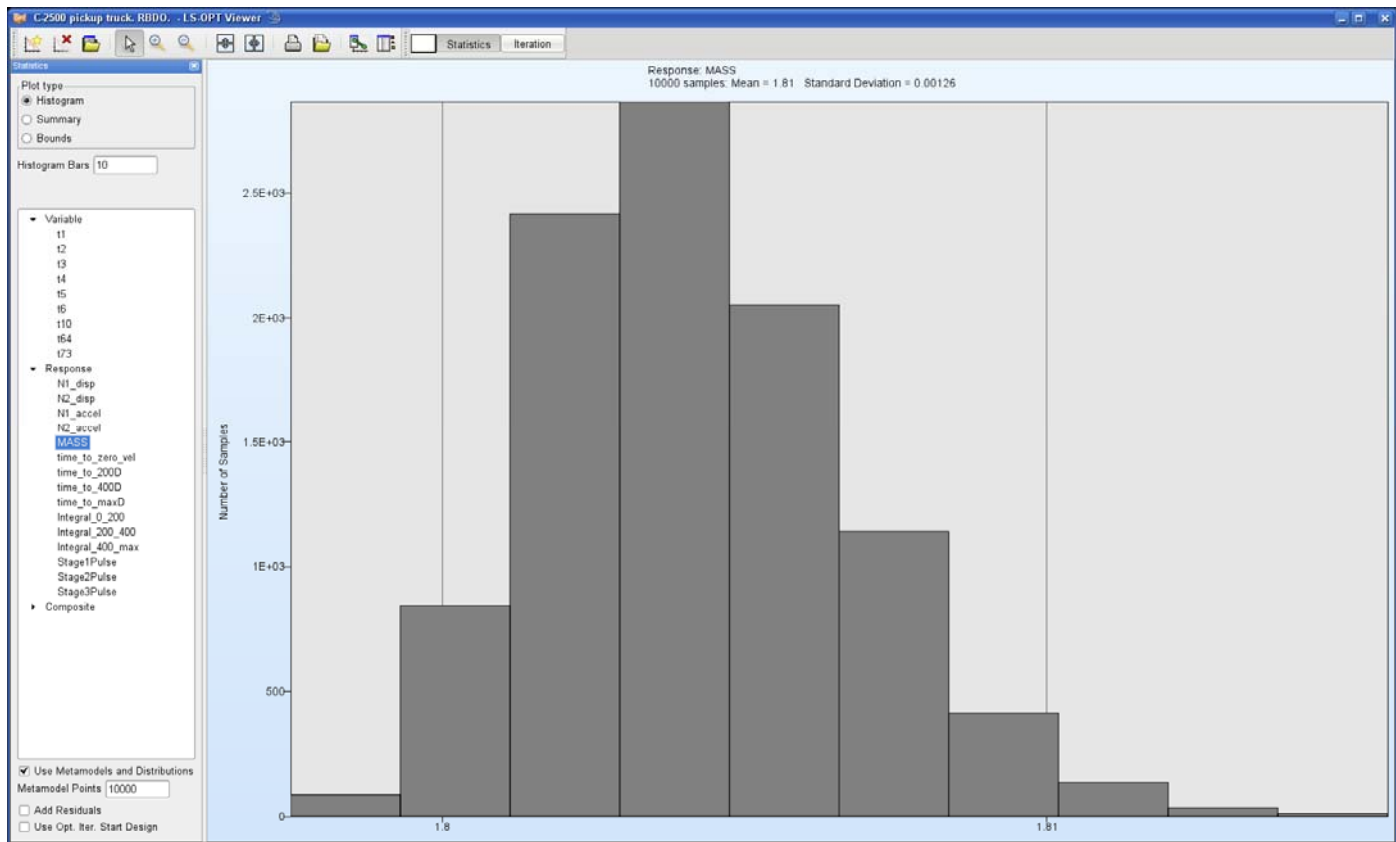 C-2500 pickup truck. RBDO. - LS-OPT Viewer
Statistics Iteration
Statistics
Plot type
Histogram
Summary
Bounds
Histogram Bars 10
Variable
t1
t2
t3
t4
t5
t6
t10
t64
t73
Response
N1_disp
N2_disp
N1_accel
N2_accel
MASS
time_to_zero_vel
time_to_200D
time_to_400D
time_to_maxD
Integral_0_200
Integral_200_400
Integral_400_max
Stage1Pulse
Stage2Pulse
Stage3Pulse
Composite
Use Metamodels and Distributions
Metamodel Points 10000
Add Residuals
Use Opt. Iter. Start Design
Response: MASS
10000 samples: Mean = 1.81 Standard Deviation = 0.00126
Number of Samples
2.5E+03
2E+03
1.5E+03
1E+03
500
0
1.8 1.81